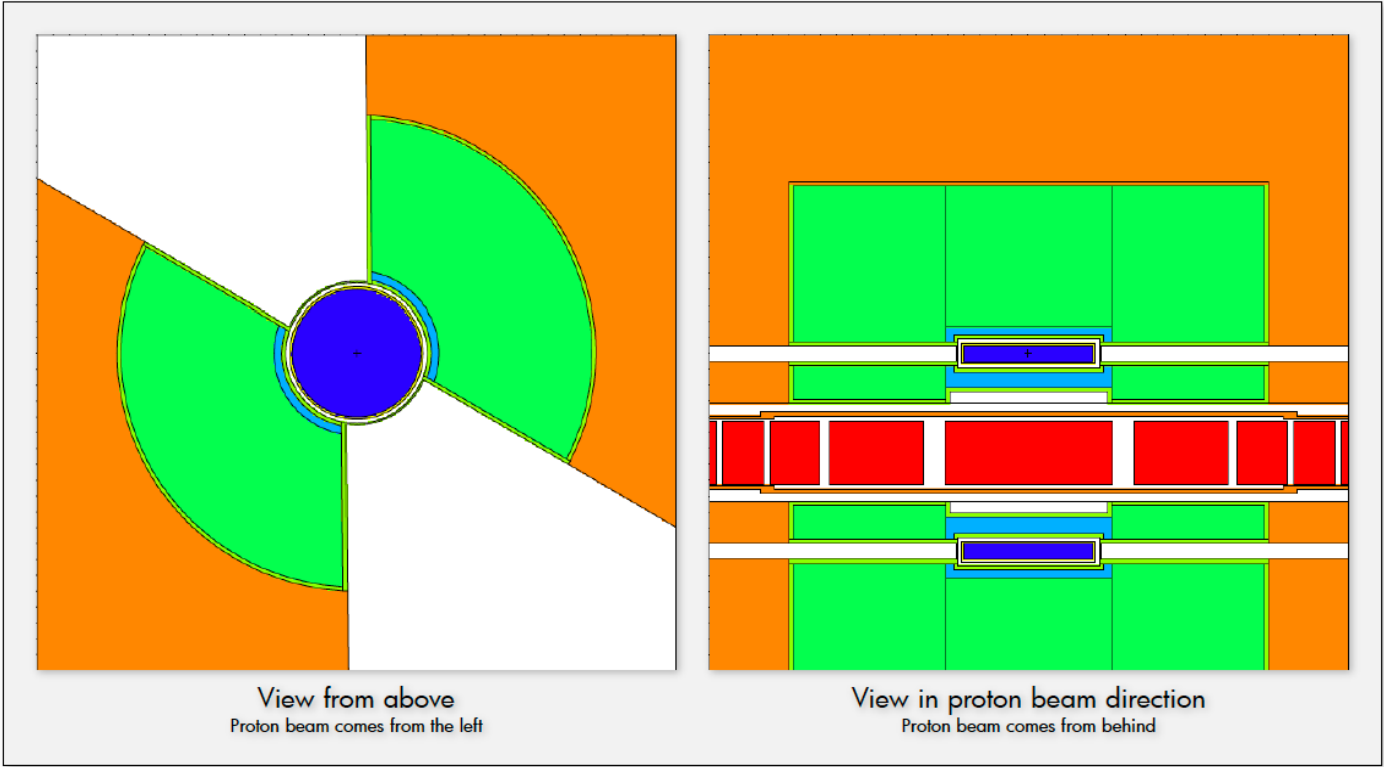 View from above
Proton beam comes from the left
View in proton beam direction
Proton beam comes from behind